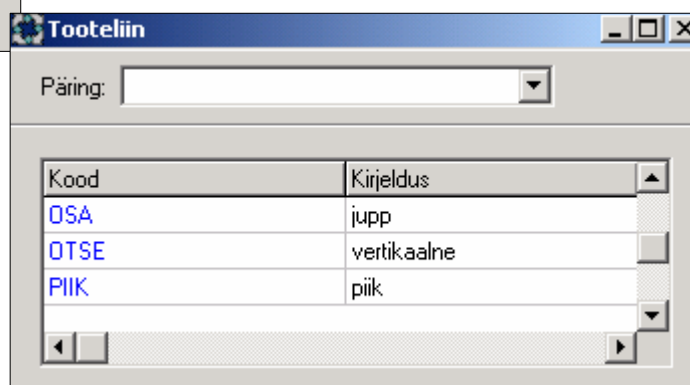 Tooteliin
Päring:
Kood Kirjeldus
OSA jupp
OTSE vertikaalne
PIIK piik